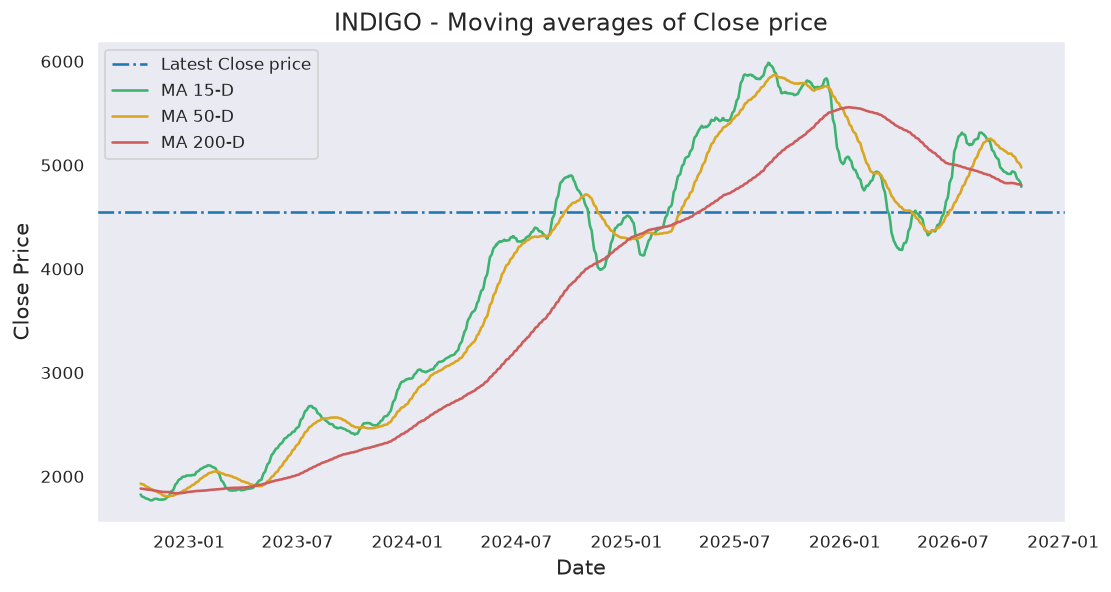 INDIGO - Moving averages of Close price
Latest Close price
MA 15-D
MA 50-D
MA 200-D
Close Price
6000
5000
4000
3000
2000
2023-01
2023-07
2024-01
2024-07
2025-01
2025-07
2026-01
2026-07
2027-01
Date